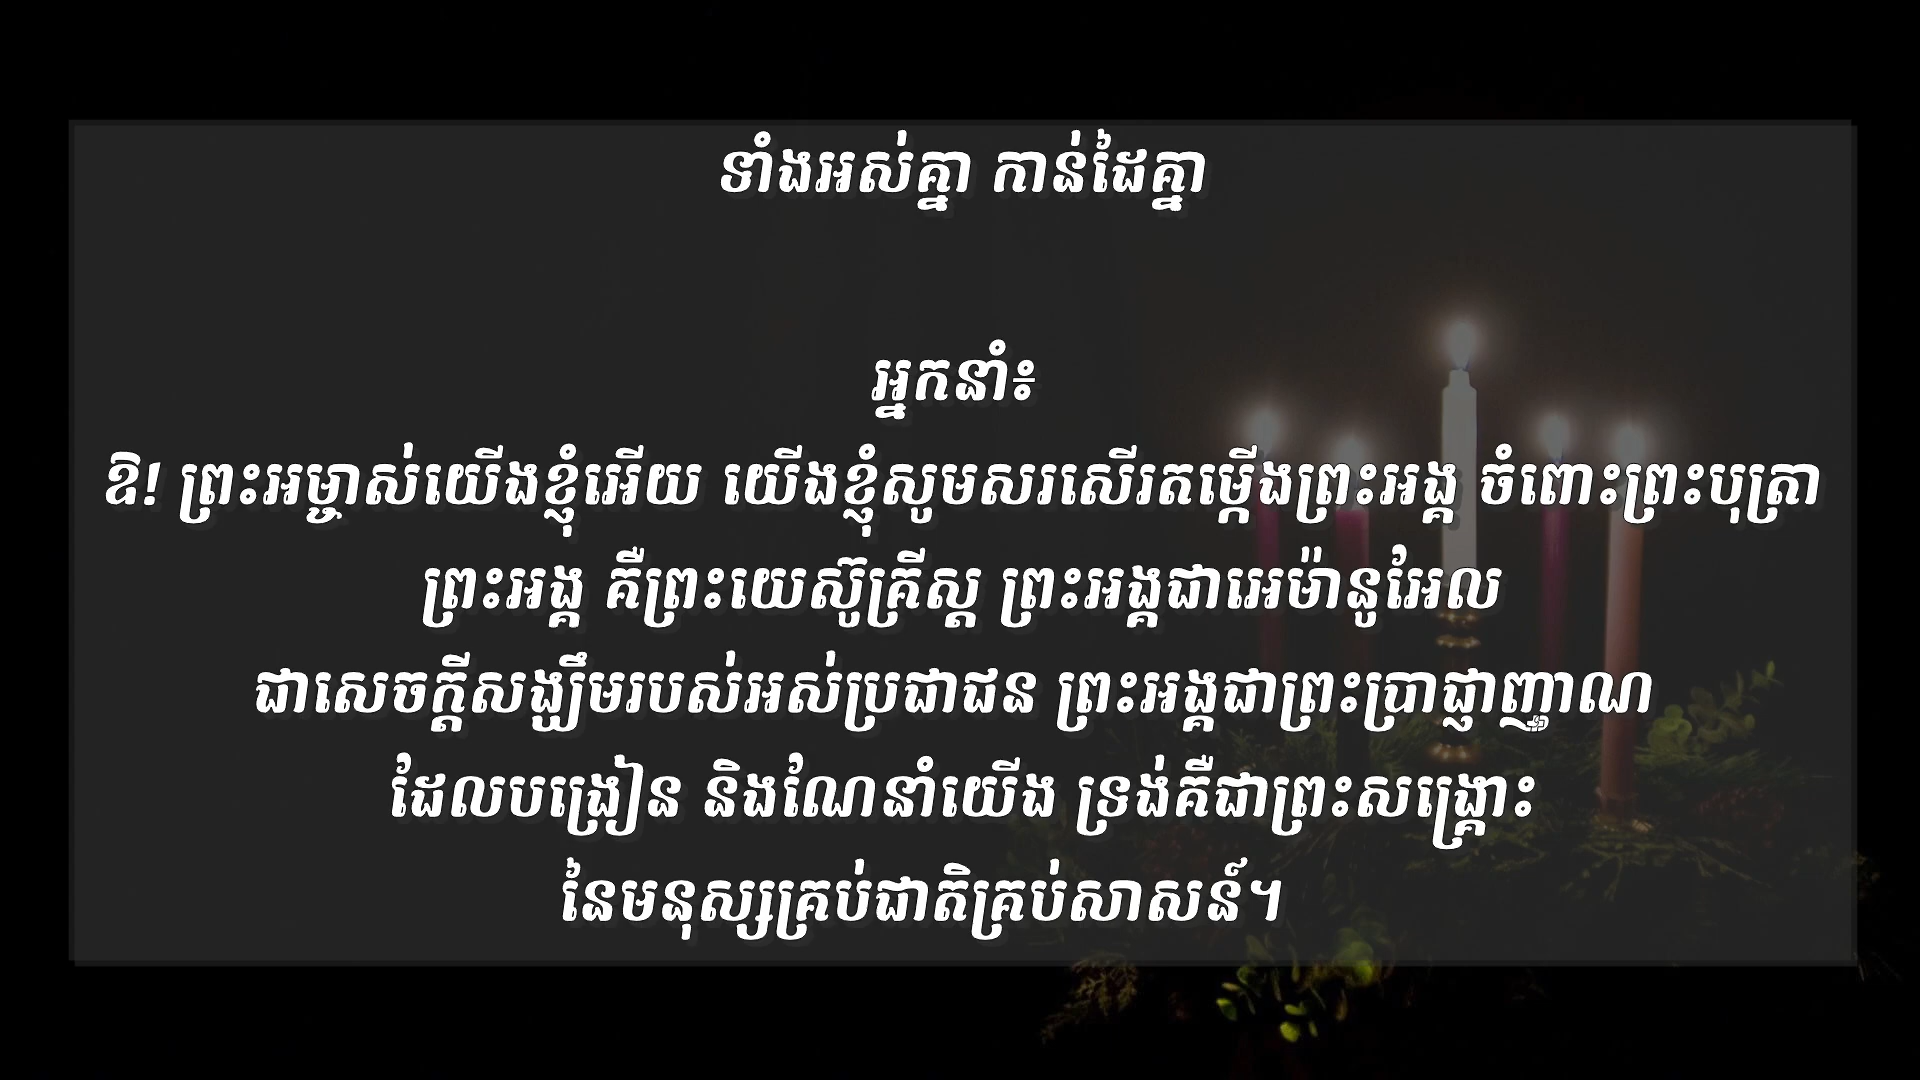 ទាំងអស់គ្នា កាន់ដៃគ្នា
អ្នកនាំ៖
ឱ! ព្រះអម្ចាស់យើងខ្ញុំអើយ យើងខ្ញុំសូមសរសើរតម្កើងព្រះអង្គ ចំពោះព្រះបុត្រា
ព្រះអង្គ គឺព្រះយេស៊ូគ្រីស្ត ព្រះអង្គជាអេម៉ានូអែល
ជាសេចក្ដីសង្ឃឹមរបស់អស់ប្រជាជន ព្រះអង្គជាព្រះប្រាជ្ញាញាណ
ដែលបង្រៀន និងណែនាំយើង ទ្រង់គឺជាព្រះសង្គ្រោះ
នៃមនុស្សគ្រប់ជាតិគ្រប់សាសន៍។